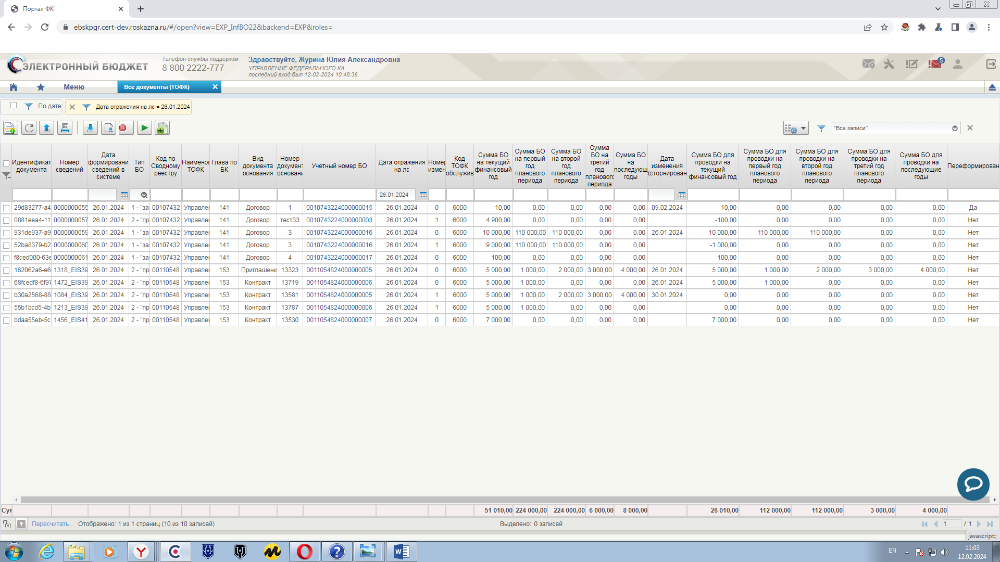 Портал ФК
ebskpgr.cert-dev.roskazna.ru/#/open?view=EXP_InfBO22&backend=EXP&roles=
ЭЛЕКТРОННЫЙ БЮДЖЕТ
Телефон службы поддержки
8 800 2222-777
Здравствуйте, Журина Юлия Александровна
УПРАВЛЕНИЕ ФЕДЕРАЛЬНОГО КА...
последний вход был 12-02-2024 10:48:36
5
Меню
Все документы (ТОФК)
По дате
Дата отражения на лс = 26.01.2024
"Все записи"
Идентификат документа
Номер сведений
Дата формировани сведений в системе
Тип БО
Код по Сводному реестру
Наименов ТОФК
Глава по БК
Вид документа основания
Номер документ основани
Учетный номер БО
Дата отражения на лс
Номер измен
Код ТОФК обслужив
Сумма БО на текущий финансовый год
Сумма БО на первый год планового периода
Сумма БО на второй год планового периода
Сумма БО на третий год планового периода
Сумма БО на последующ годы
Дата изменения (сторнирован
Сумма БО для проводки на текущий финансовый год
Сумма БО для проводки на первый год планового периода
Сумма БО для проводки на второй год планового периода
Сумма БО для проводки на третий год планового периода
Сумма БО для проводки на последующие годы
Переформирован
26.01.2024
29d83277-a4 0000000055 26.01.2024 1 - "за 00107432 Управлен 141 Договор 1 0010743224000000015 26.01.2024 0 6000 10,00 0,00 0,00 0,00 0,00 09.02.2024 10,00 0,00 0,00 0,00 0,00 Да
0881eea4-11 0000000057 26.01.2024 2 - "пр 00107432 Управлен 141 Договор тест33 0010743224000000003 26.01.2024 1 6000 4 900,00 0,00 0,00 0,00 0,00 -100,00 0,00 0,00 0,00 0,00 Нет
931de937-a9 0000000059 26.01.2024 1 - "за 00107432 Управлен 141 Договор 3 0010743224000000016 26.01.2024 0 6000 10 000,00 110 000,00 110 000,00 0,00 0,00 26.01.2024 10 000,00 110 000,00 110 000,00 0,00 0,00 Нет
52ba8379-b2 0000000060 26.01.2024 1 - "за 00107432 Управлен 141 Договор 3 0010743224000000016 26.01.2024 1 6000 9 000,00 110 000,00 110 000,00 0,00 0,00 -1 000,00 0,00 0,00 0,00 0,00 Нет
f8ced000-63e 0000000061 26.01.2024 1 - "за 00107432 Управлен 141 Договор 4 0010743224000000017 26.01.2024 0 6000 100,00 0,00 0,00 0,00 0,00 100,00 0,00 0,00 0,00 0,00 Нет
162062a6-e6 1318_EIS39 26.01.2024 2 - "пр 00110548 Управлен 153 Приглашени 13323 0011054824000000005 26.01.2024 0 6000 5 000,00 1 000,00 2 000,00 3 000,00 4 000,00 26.01.2024 5 000,00 1 000,00 2 000,00 3 000,00 4 000,00 Нет
68fcedf8-6f97 1472_EIS39 26.01.2024 2 - "пр 00110548 Управлен 153 Контракт 13719 0011054824000000006 26.01.2024 0 6000 5 000,00 1 000,00 0,00 0,00 0,00 26.01.2024 5 000,00 1 000,00 0,00 0,00 0,00 Нет
b30a2568-88 1084_EIS39 26.01.2024 2 - "пр 00110548 Управлен 153 Контракт 13581 0011054824000000005 26.01.2024 1 6000 5 000,00 1 000,00 2 000,00 3 000,00 4 000,00 30.01.2024 0,00 0,00 0,00 0,00 0,00 Нет
55b1bcd5-4b 1213_EIS39 26.01.2024 2 - "пр 00110548 Управлен 153 Контракт 13787 0011054824000000006 26.01.2024 1 6000 5 000,00 1 000,00 0,00 0,00 0,00 0,00 0,00 0,00 0,00 0,00 Нет
bdaa55eb-5c 1456_EIS41 26.01.2024 2 - "пр 00110548 Управлен 153 Контракт 13530 0011054824000000007 26.01.2024 0 6000 7 000,00 0,00 0,00 0,00 0,00 7 000,00 0,00 0,00 0,00 0,00 Нет
Сум 51 010,00 224 000,00 224 000,00 6 000,00 8 000,00 26 010,00 112 000,00 112 000,00 3 000,00 4 000,00
Пересчитать... Отображено: 1 из 1 страниц (10 из 10 записей) Выделено: 0 записей 1 / 1
javascript:;
EN
11:03
12.02.2024